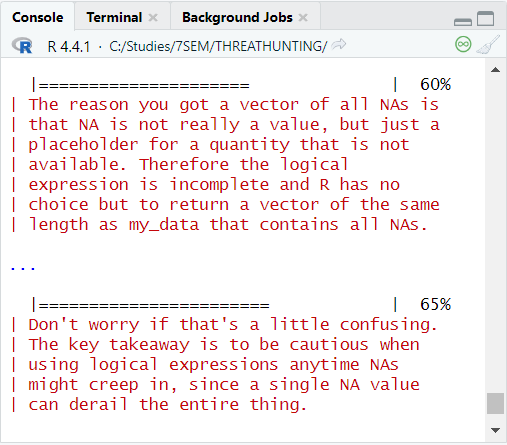 Console Terminal × Background Jobs ×
R 4.4.1 · C:/Studies/7SEM/THREATHUNTING/
|===================== | 60%
| The reason you got a vector of all NAs is
| that NA is not really a value, but just a
| placeholder for a quantity that is not
| available. Therefore the logical
| expression is incomplete and R has no
| choice but to return a vector of the same
| length as my_data that contains all NAs.
...
|======================= | 65%
| Don't worry if that's a little confusing.
| The key takeaway is to be cautious when
| using logical expressions anytime NAs
| might creep in, since a single NA value
| can derail the entire thing.